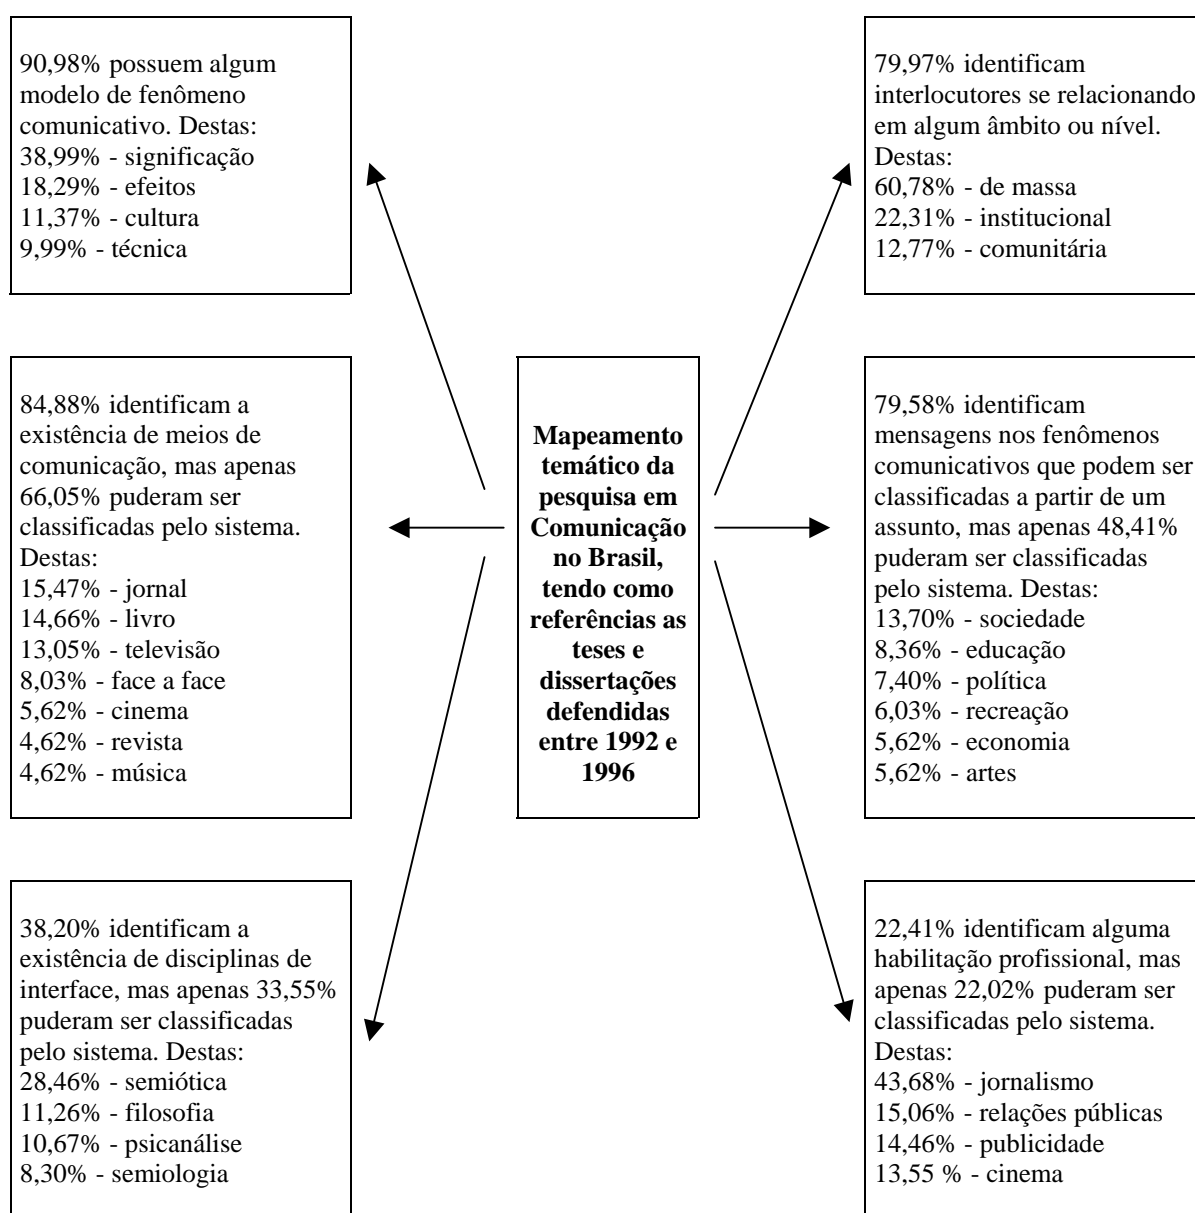 90,98% possuem algum
modelo de fenômeno
comunicativo. Destas:
38,99% - significação
18,29% - efeitos
11,37% - cultura
9,99% - técnica
79,97% identificam
interlocutores se relacionando
em algum âmbito ou nível.
Destas:
60,78% - de massa
22,31% - institucional
12,77% - comunitária
84,88% identificam a
existência de meios de
comunicação, mas apenas
66,05% puderam ser
classificadas pelo sistema.
Destas:
15,47% - jornal
14,66% - livro
13,05% - televisão
8,03% - face a face
5,62% - cinema
4,62% - revista
4,62% - música
Mapeamento
temático da
pesquisa em
Comunicação
no Brasil,
tendo como
referências as
teses e
dissertações
defendidas
entre 1992 e
1996
79,58% identificam
mensagens nos fenômenos
comunicativos que podem ser
classificadas a partir de um
assunto, mas apenas 48,41%
puderam ser classificadas
pelo sistema. Destas:
13,70% - sociedade
8,36% - educação
7,40% - política
6,03% - recreação
5,62% - economia
5,62% - artes
38,20% identificam a
existência de disciplinas de
interface, mas apenas 33,55%
puderam ser classificadas
pelo sistema. Destas:
28,46% - semiótica
11,26% - filosofia
10,67% - psicanálise
8,30% - semiologia
22,41% identificam alguma
habilitação profissional, mas
apenas 22,02% puderam ser
classificadas pelo sistema.
Destas:
43,68% - jornalismo
15,06% - relações públicas
14,46% - publicidade
13,55 % - cinema